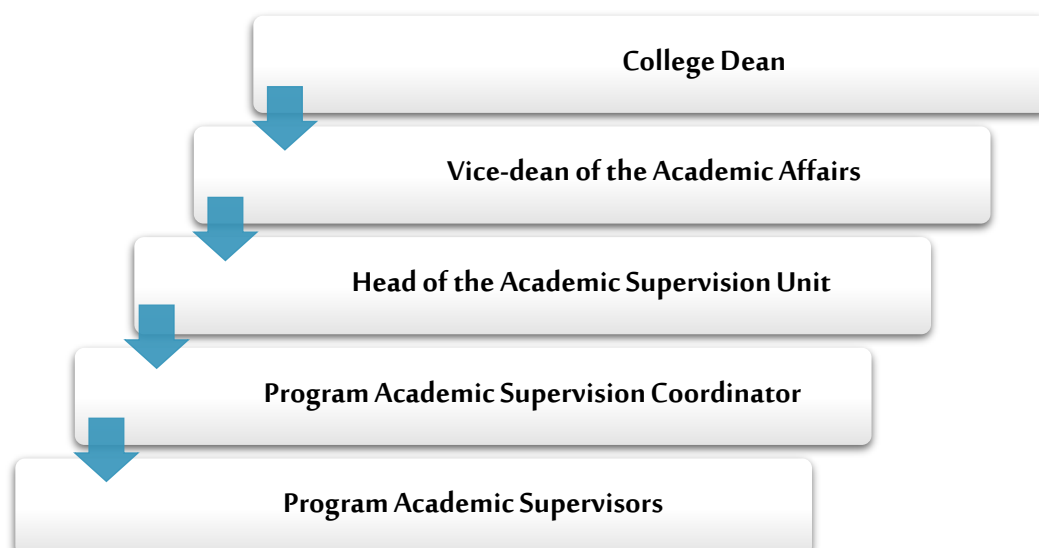 College Dean
Vice-dean of the Academic Affairs
Head of the Academic Supervision Unit
Program Academic Supervision Coordinator
Program Academic Supervisors